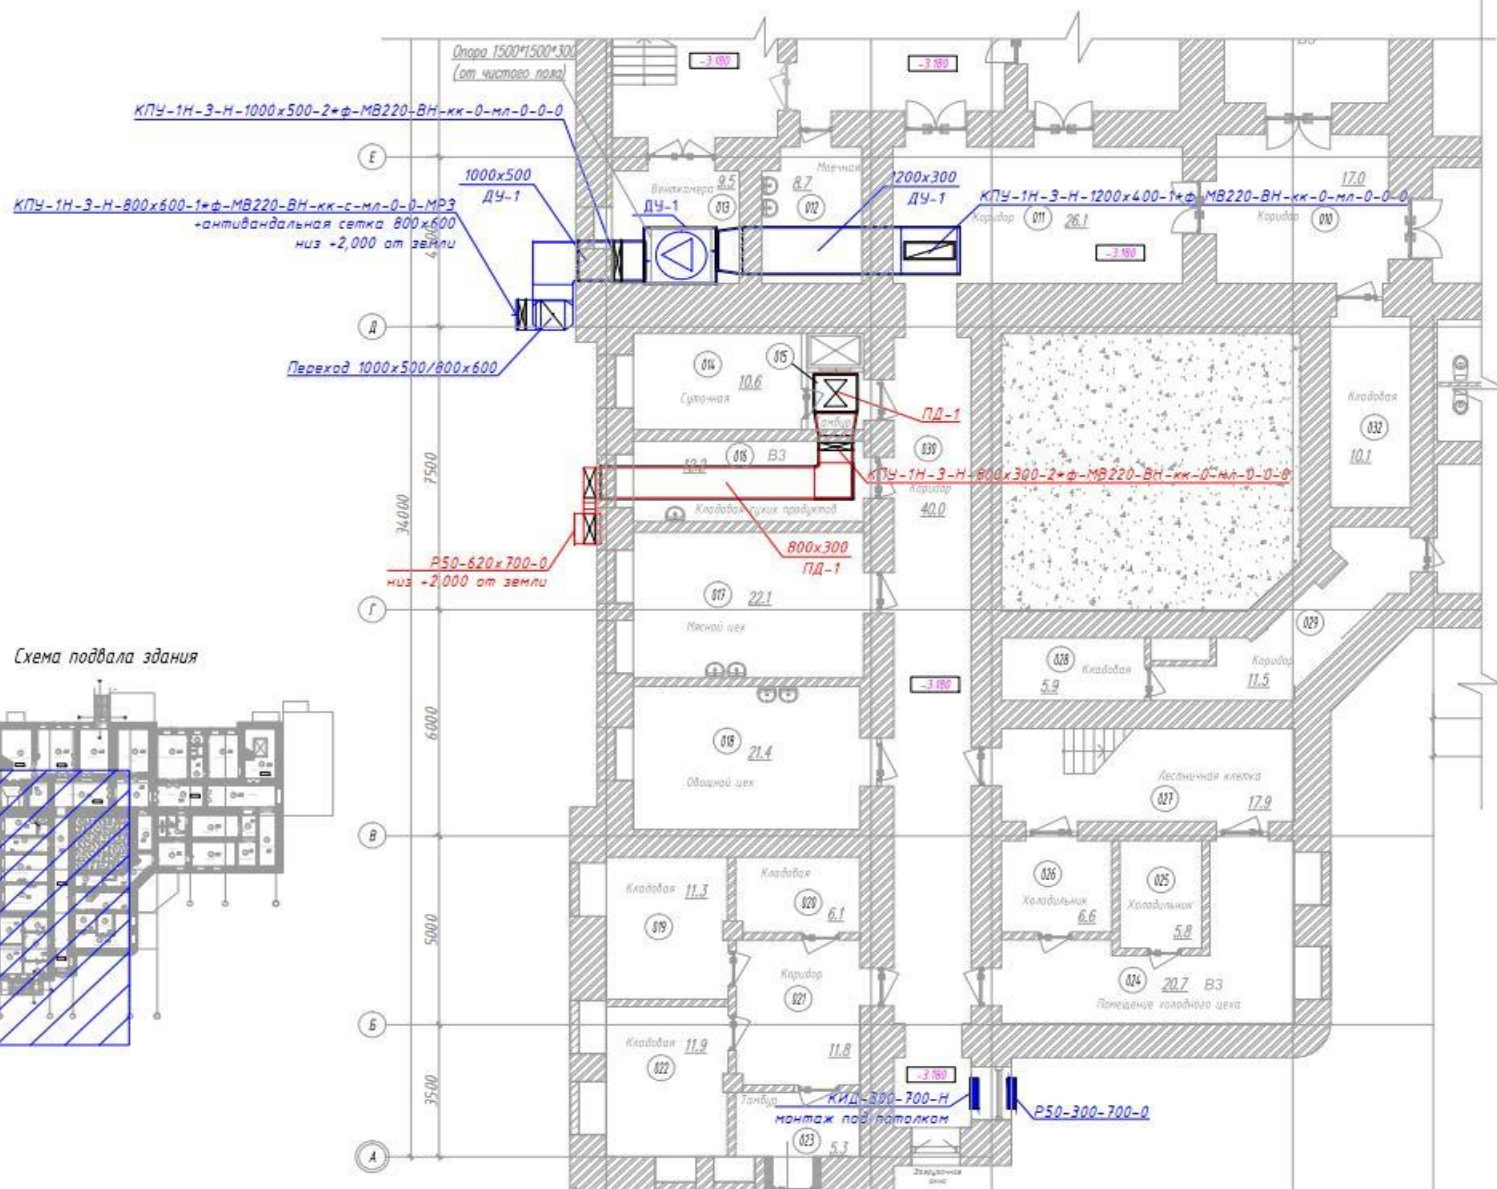 Опора 1500*1500*300
(от чистого пола)
-3.180
-3.180
В3
КПУ-1Н-З-Н-1000х500-2*ф-МВ220-ВН-кк-0-мл-0-0-0
Е
1000х500
ДУ-1
Венткамера
9.5
013
ДУ-1
Моечная
8.7
012
1200х300
ДУ-1
КПУ-1Н-З-Н-1200х400-1*ф-МВ220-ВН-кк-0-мл-0-0-0
Коридор
011
26.1
17.0
Коридор
010
КПУ-1Н-З-Н-800х600-1*ф-МВ220-ВН-кк-с-мл-0-0-МРЭ
+антивандальная сетка 800х600
низ +2,000 от земли
-3.180
Д
Переход 1000х500/800х600
014
10.6
Суточная
015
ПД-1
Тамбур
Кладовая
032
10.1
016
В3
030
КПУ-1Н-З-Н-800х300-2*ф-МВ220-ВН-кк-0-мл-0-0-0
Коридор
40.0
Кладовая сухих продуктов
7500
34000
Р50-620х700-0
низ +2,000 от земли
800х300
ПД-1
017
22.1
Мясной цех
Г
029
028
Кладовая
5.9
Коридор
11.5
-3.180
Схема подвала здания
6000
018
21.4
Овощной цех
Лестничная клетка
027
17.9
В
Кладовая
11.3
019
Кладовая
020
6.1
026
Холодильник
6.6
025
Холодильник
5.8
5000
Коридор
021
11.8
024
20.7
В3
Помещение холодного цеха
Б
Кладовая
11.9
022
3500
-3.180
Тамбур
КИД-800-700-Н
монтаж под потолком
Р50-300-700-0
023
5.3
А
Загрузочное
окно